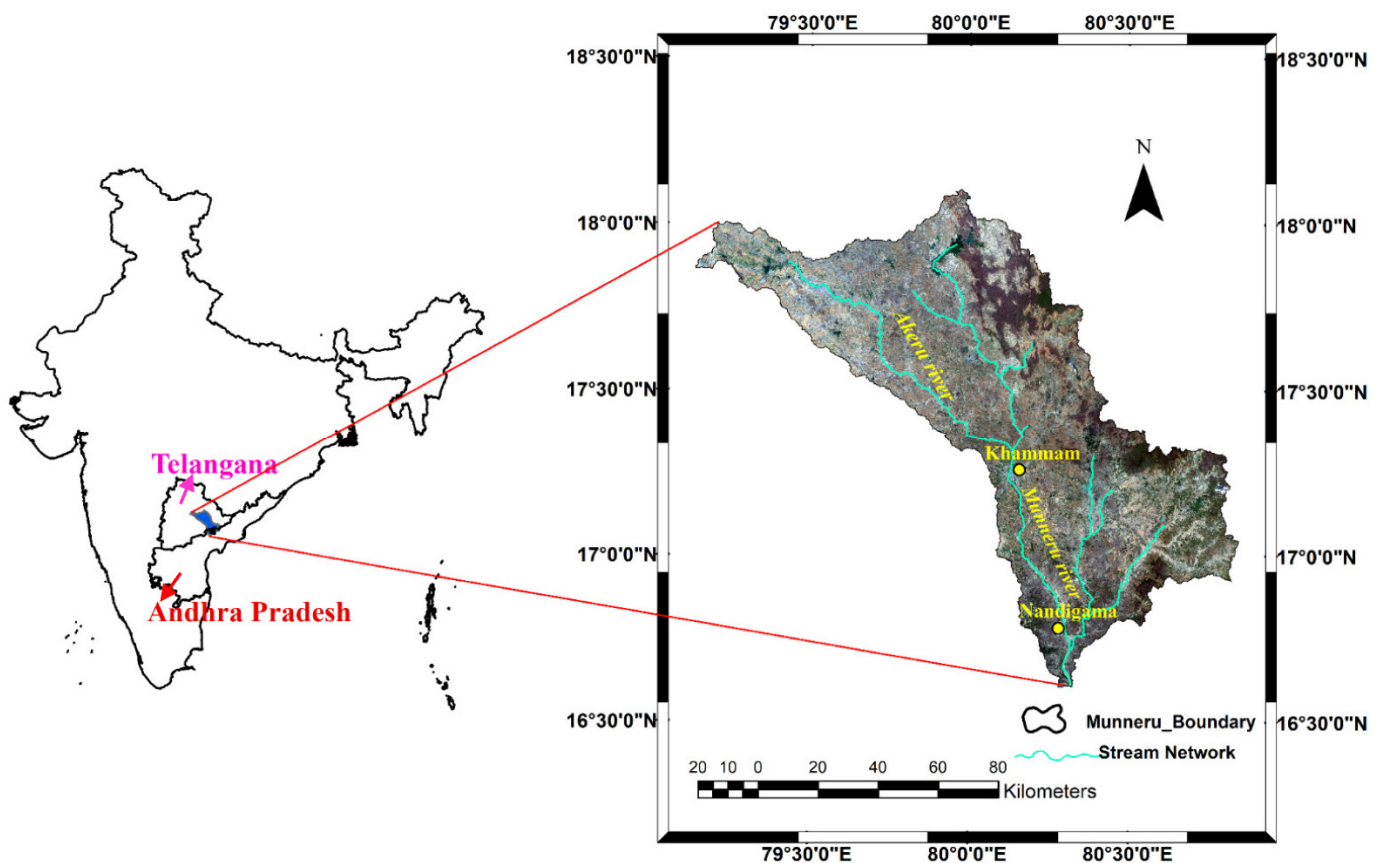 79°30'0"E 80°0'0"E 80°30'0"E
18°30'0"N 18°30'0"N
N
18°0'0"N 18°0'0"N
Akeru river
17°30'0"N 17°30'0"N
Telangana
Khammam
Munneru river
17°0'0"N 17°0'0"N
Andhra Pradesh
Nandigama
16°30'0"N 16°30'0"N
Munneru_Boundary
Stream Network
20 10 0 20 40 60 80
Kilometers
79°30'0"E 80°0'0"E 80°30'0"E